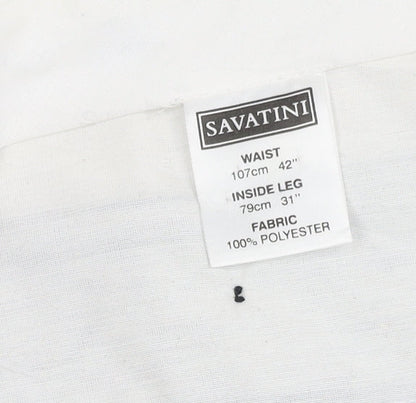 SAVATINI
WAIST
107cm 42"
INSIDE LEG
79cm 31"
FABRIC
100% POLYESTER